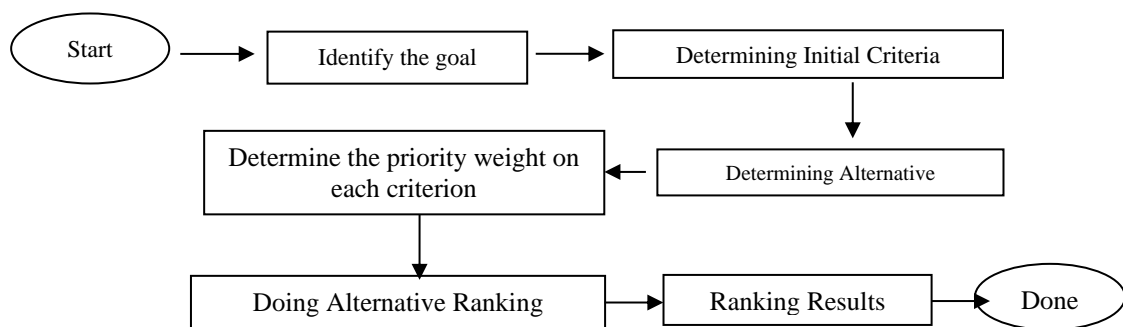 Start
Identify the goal
Determining Initial Criteria
Determining Alternative
Determine the priority weight on
each criterion
Doing Alternative Ranking
Ranking Results
Done